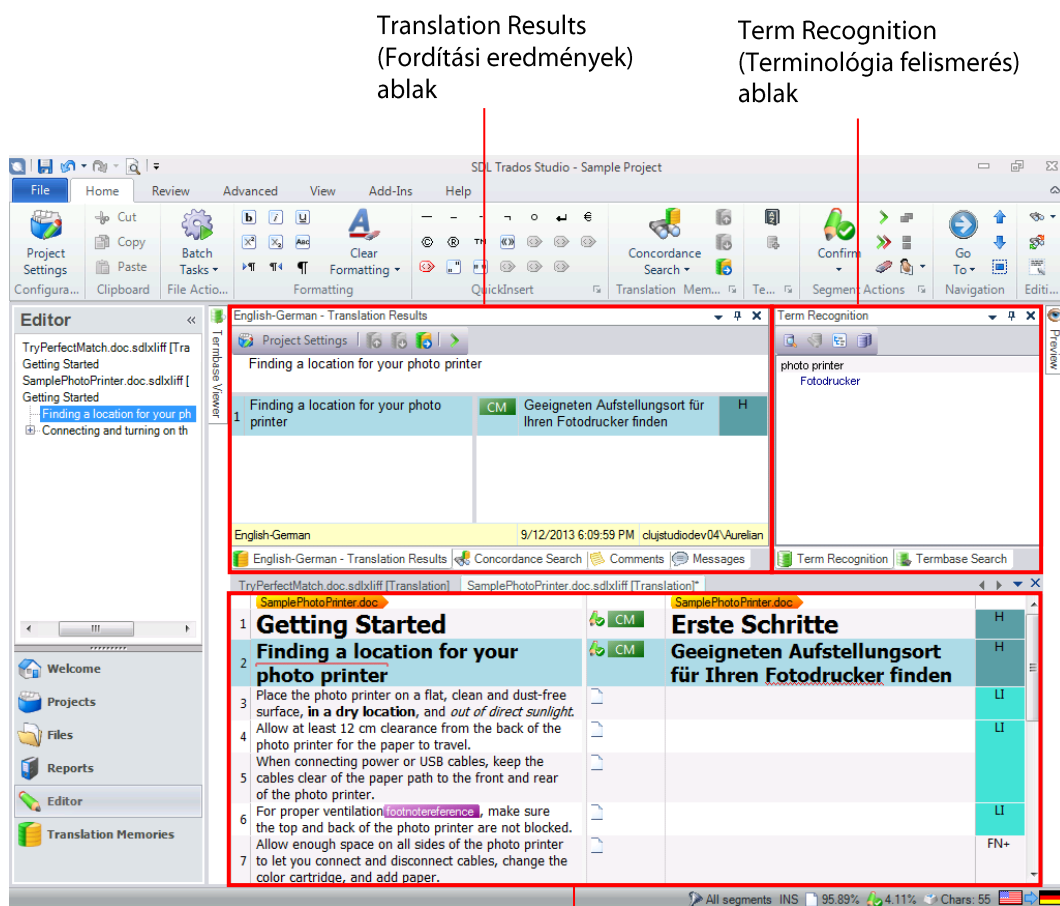 Translation Results
(Fordítási eredmények)
ablak
Term Recognition
(Terminológia felismerés)
ablak
SDL Trados Studio - Sample Project
File Home Review Advanced View Add-Ins Help
Project Settings
Cut
Copy
Paste
Batch Tasks
Clear Formatting
Concordance Search
Confirm
Go To
Configura... Clipboard File Actio... Formatting QuickInsert Translation Mem... Te... Segment Actions Navigation Editi...
Editor «
TryPerfectMatch.doc.sdlxliff [Tra
Getting Started
SamplePhotoPrinter.doc.sdlxliff [
Getting Started
Finding a location for your ph
Connecting and turning on th
Welcome
Projects
Files
Reports
Editor
Translation Memories
Termbase Viewer
English-German - Translation Results
Project Settings
Finding a location for your photo printer
1 Finding a location for your photo
printer
CM Geeigneten Aufstellungsort für
Ihren Fotodrucker finden
H
English-German 9/12/2013 6:09:59 PM clujstudiodev04\Aurelian
English-German - Translation Results Concordance Search Comments Messages
Term Recognition
photo printer
Fotodrucker
Term Recognition Termbase Search
Preview
TryPerfectMatch.doc.sdlxliff [Translation] SamplePhotoPrinter.doc.sdlxliff [Translation]*
SamplePhotoPrinter.doc SamplePhotoPrinter.doc
1 Getting Started CM Erste Schritte H
2 Finding a location for your CM Geeigneten Aufstellungsort H
photo printer für Ihren Fotodrucker finden
3 Place the photo printer on a flat, clean and dust-free LI
surface, in a dry location, and out of direct sunlight.
4 Allow at least 12 cm clearance from the back of the LI
photo printer for the paper to travel.
When connecting power or USB cables, keep the
5 cables clear of the paper path to the front and rear
of the photo printer.
6 For proper ventilation footnotereference , make sure LI
the top and back of the photo printer are not blocked.
Allow enough space on all sides of the photo printer FN+
7 to let you connect and disconnect cables, change the
color cartridge, and add paper.
All segments INS 95.89% 4.11% Chars: 55